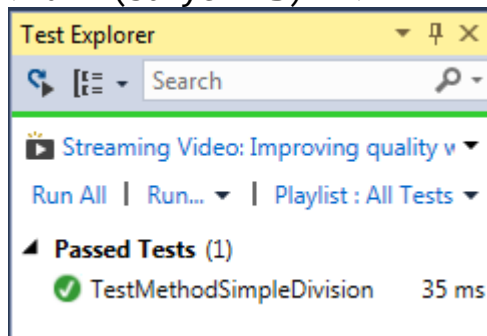 Test Explorer
Search
Streaming Video: Improving quality
Run All | Run... | Playlist : All Tests
Passed Tests (1)
TestMethodSimpleDivision 35 ms